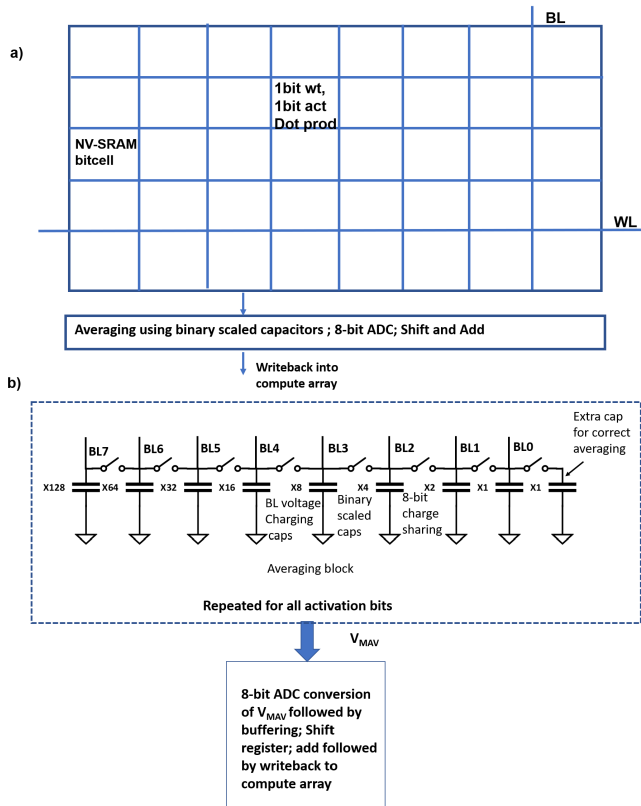 BL
a)
1bit wt,
1bit act
Dot prod
NV-SRAM
bitcell
WL
Averaging using binary scaled capacitors ; 8-bit ADC; Shift and Add
Writeback into
compute array
b)
Extra cap
for correct
averaging
BL7 BL6 BL5 BL4 BL3 BL2 BL1 BL0
X128 X64 X32 X16 X8 X4 X2 X1 X1
BL voltage
Charging
caps
Binary
scaled
caps
8-bit
charge
sharing
Averaging block
Repeated for all activation bits
VMAV
8-bit ADC conversion
of VMAV followed by
buffering; Shift
register; add followed
by writeback to
compute array